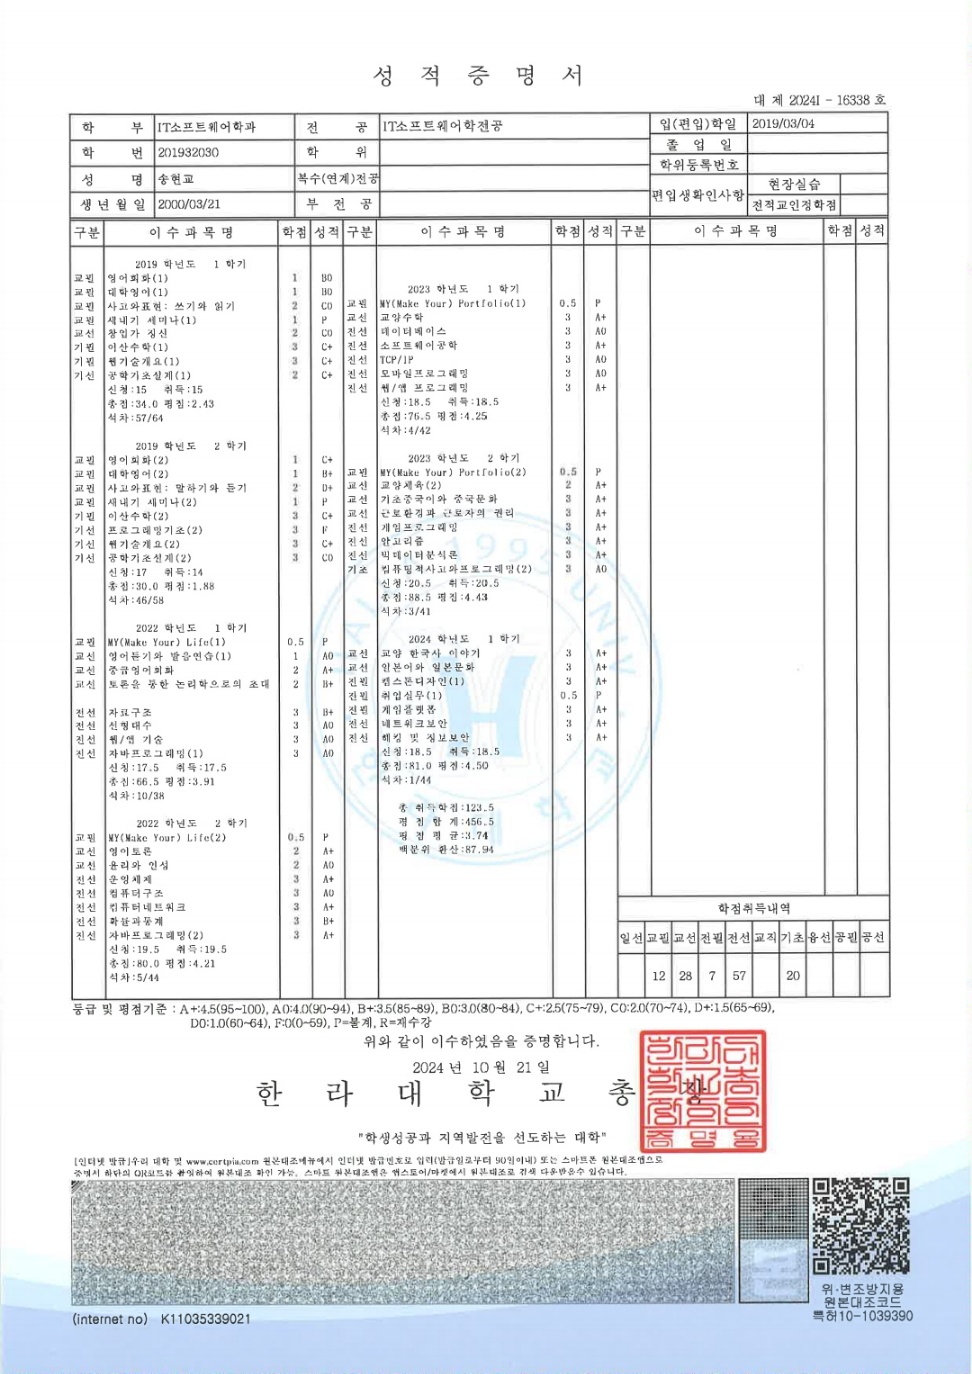 성 적 증 명 서
대 제 2024I - 16338 호
학 부 IT소프트웨어학과 전 공 IT소프트웨어학전공 입(편입)학일 2019/03/04
학 번 201932030 학 위 졸 업 일
학위등록번호
성 명 송현교 복수(연계)전공 편입생확인사항 현장실습
생년월일 2000/03/21 부 전 공 전적교인정학점
구분 이 수 과 목 명 학점 성적 구분 이 수 과 목 명 학점 성적 구분 이 수 과 목 명 학점 성적
2019 학년도 1 학기
교필 영어회화(1) 1 B0
교필 대학영어(1) 1 B0
교필 사고와표현: 쓰기와 읽기 2 C0
교필 새내기 세미나(1) 1 P
교선 창업가 정신 2 C0
기필 이산수학(1) 3 C+
기필 웹기술개요(1) 3 C+
기선 공학기초설계(1) 2 C+
신청:15 취득:15
총점:34.0 평점:2.43
석차:57/64
2019 학년도 2 학기
교필 영어회화(2) 1 C+
교필 대학영어(2) 1 B+
교필 사고와표현: 말하기와 듣기 2 D+
교필 새내기 세미나(2) 1 P
기필 이산수학(2) 3 C+
기선 프로그래밍기초(2) 3 F
기선 웹기술개요(2) 3 C+
기선 공학기초설계(2) 3 C0
신청:17 취득:14
총점:30.0 평점:1.88
석차:46/58
2022 학년도 1 학기
교필 MY(Make Your) Life(1) 0.5 P
교선 영어듣기와 발음연습(1) 1 A0
교선 중급영어회화 2 A+
교선 토론을 통한 논리학으로의 초대 2 B+
전선 자료구조 3 B+
전선 선형대수 3 A0
전선 웹/앱 기술 3 A0
전선 자바프로그래밍(1) 3 A0
신청:17.5 취득:17.5
총점:66.5 평점:3.91
석차:10/38
2022 학년도 2 학기
교필 MY(Make Your) Life(2) 0.5 P
교선 영어토론 2 A+
교선 윤리와 인성 2 A0
전선 운영체제 3 A+
전선 컴퓨터구조 3 A0
전선 컴퓨터네트워크 3 A+
전선 확률과통계 3 B+
전선 자바프로그래밍(2) 3 A+
신청:19.5 취득:19.5
총점:80.0 평점:4.21
석차:5/44
2023 학년도 1 학기
교필 MY(Make Your) Portfolio(1) 0.5 P
교선 교양수학 3 A+
전선 데이터베이스 3 A0
전선 소프트웨어공학 3 A+
전선 TCP/IP 3 A0
전선 모바일프로그래밍 3 A0
전선 웹/앱 프로그래밍 3 A+
신청:18.5 취득:18.5
총점:76.5 평점:4.25
석차:4/42
2023 학년도 2 학기
교필 MY(Make Your) Portfolio(2) 0.5 P
교선 교양체육(2) 2 A+
교선 기초중국어와 중국문화 3 A+
교선 근로환경과 근로자의 권리 3 A+
전선 게임프로그래밍 3 A+
전선 알고리즘 3 A+
전선 빅데이터분석론 3 A+
기초 컴퓨팅적사고와프로그래밍(2) 3 A0
신청:20.5 취득:20.5
총점:88.5 평점:4.43
석차:3/41
2024 학년도 1 학기
교선 교양 한국사 이야기 3 A+
교선 일본어와 일본문화 3 A+
전필 캡스톤디자인(1) 3 A+
전필 취업실무(1) 0.5 P
전필 게임플랫폼 3 A+
전선 네트워크보안 3 A+
전선 해킹 및 정보보안 3 A+
신청:18.5 취득:18.5
총점:81.0 평점:4.50
석차:1/44
총 취득학점:123.5
평 점 합 계:456.5
평 점 평 균:3.74
백분위 환산:87.94
학점취득내역
일선 교필 교선 전필 전선 교직 기초 융선 공필 공선
12 28 7 57 20
등급 및 평점기준 : A+:4.5(95~100), A0:4.0(90~94), B+:3.5(85~89), B0:3.0(80~84), C+:2.5(75~79), C0:2.0(70~74), D+:1.5(65~69),
D0:1.0(60~64), F:0(0~59), P=불계, R=재수강
위와 같이 이수하였음을 증명합니다.
2024 년 10 월 21 일
한 라 대 학 교 총 장
"학생성공과 지역발전을 선도하는 대학"
[인터넷 발급]우리 대학 및 www.certpia.com 원본대조메뉴에서 인터넷 발급번호로 입력(발급일로부터 90일이내) 또는 스마트폰 원본대조앱으로
증명서 하단의 QR코드를 촬영하여 원본대조 확인 가능. 스마트 원본대조앱은 앱스토어/마켓에서 원본대조로 검색 다운받을수 있습니다.
위·변조방지용
원본대조코드
특허10-1039390
(internet no) K11035339021